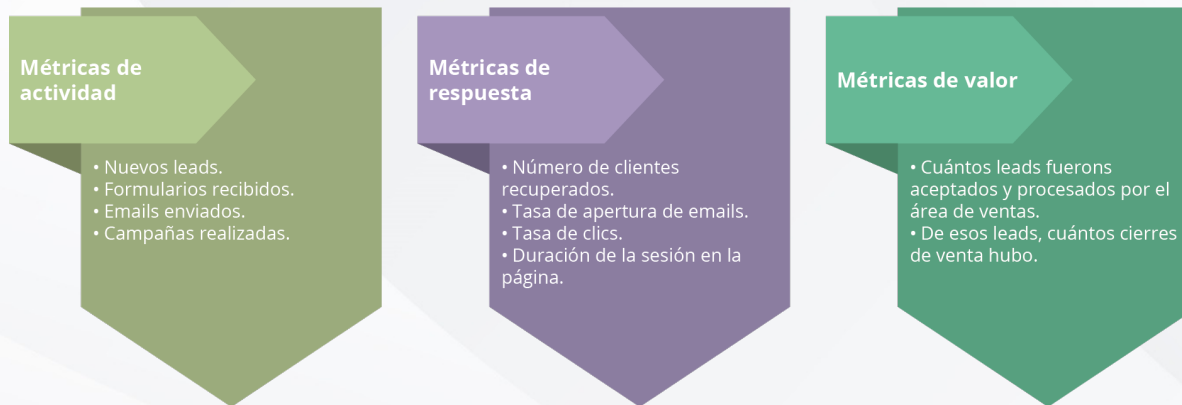 Métricas de
actividad
• Nuevos leads.
• Formularios recibidos.
• Emails enviados.
• Campañas realizadas.
Métricas de
respuesta
• Número de clientes
recuperados.
• Tasa de apertura de emails.
• Tasa de clics.
• Duración de la sesión en la
página.
Métricas de valor
• Cuántos leads fuerons
aceptados y procesados por el
área de ventas.
• De esos leads, cuántos cierres
de venta hubo.